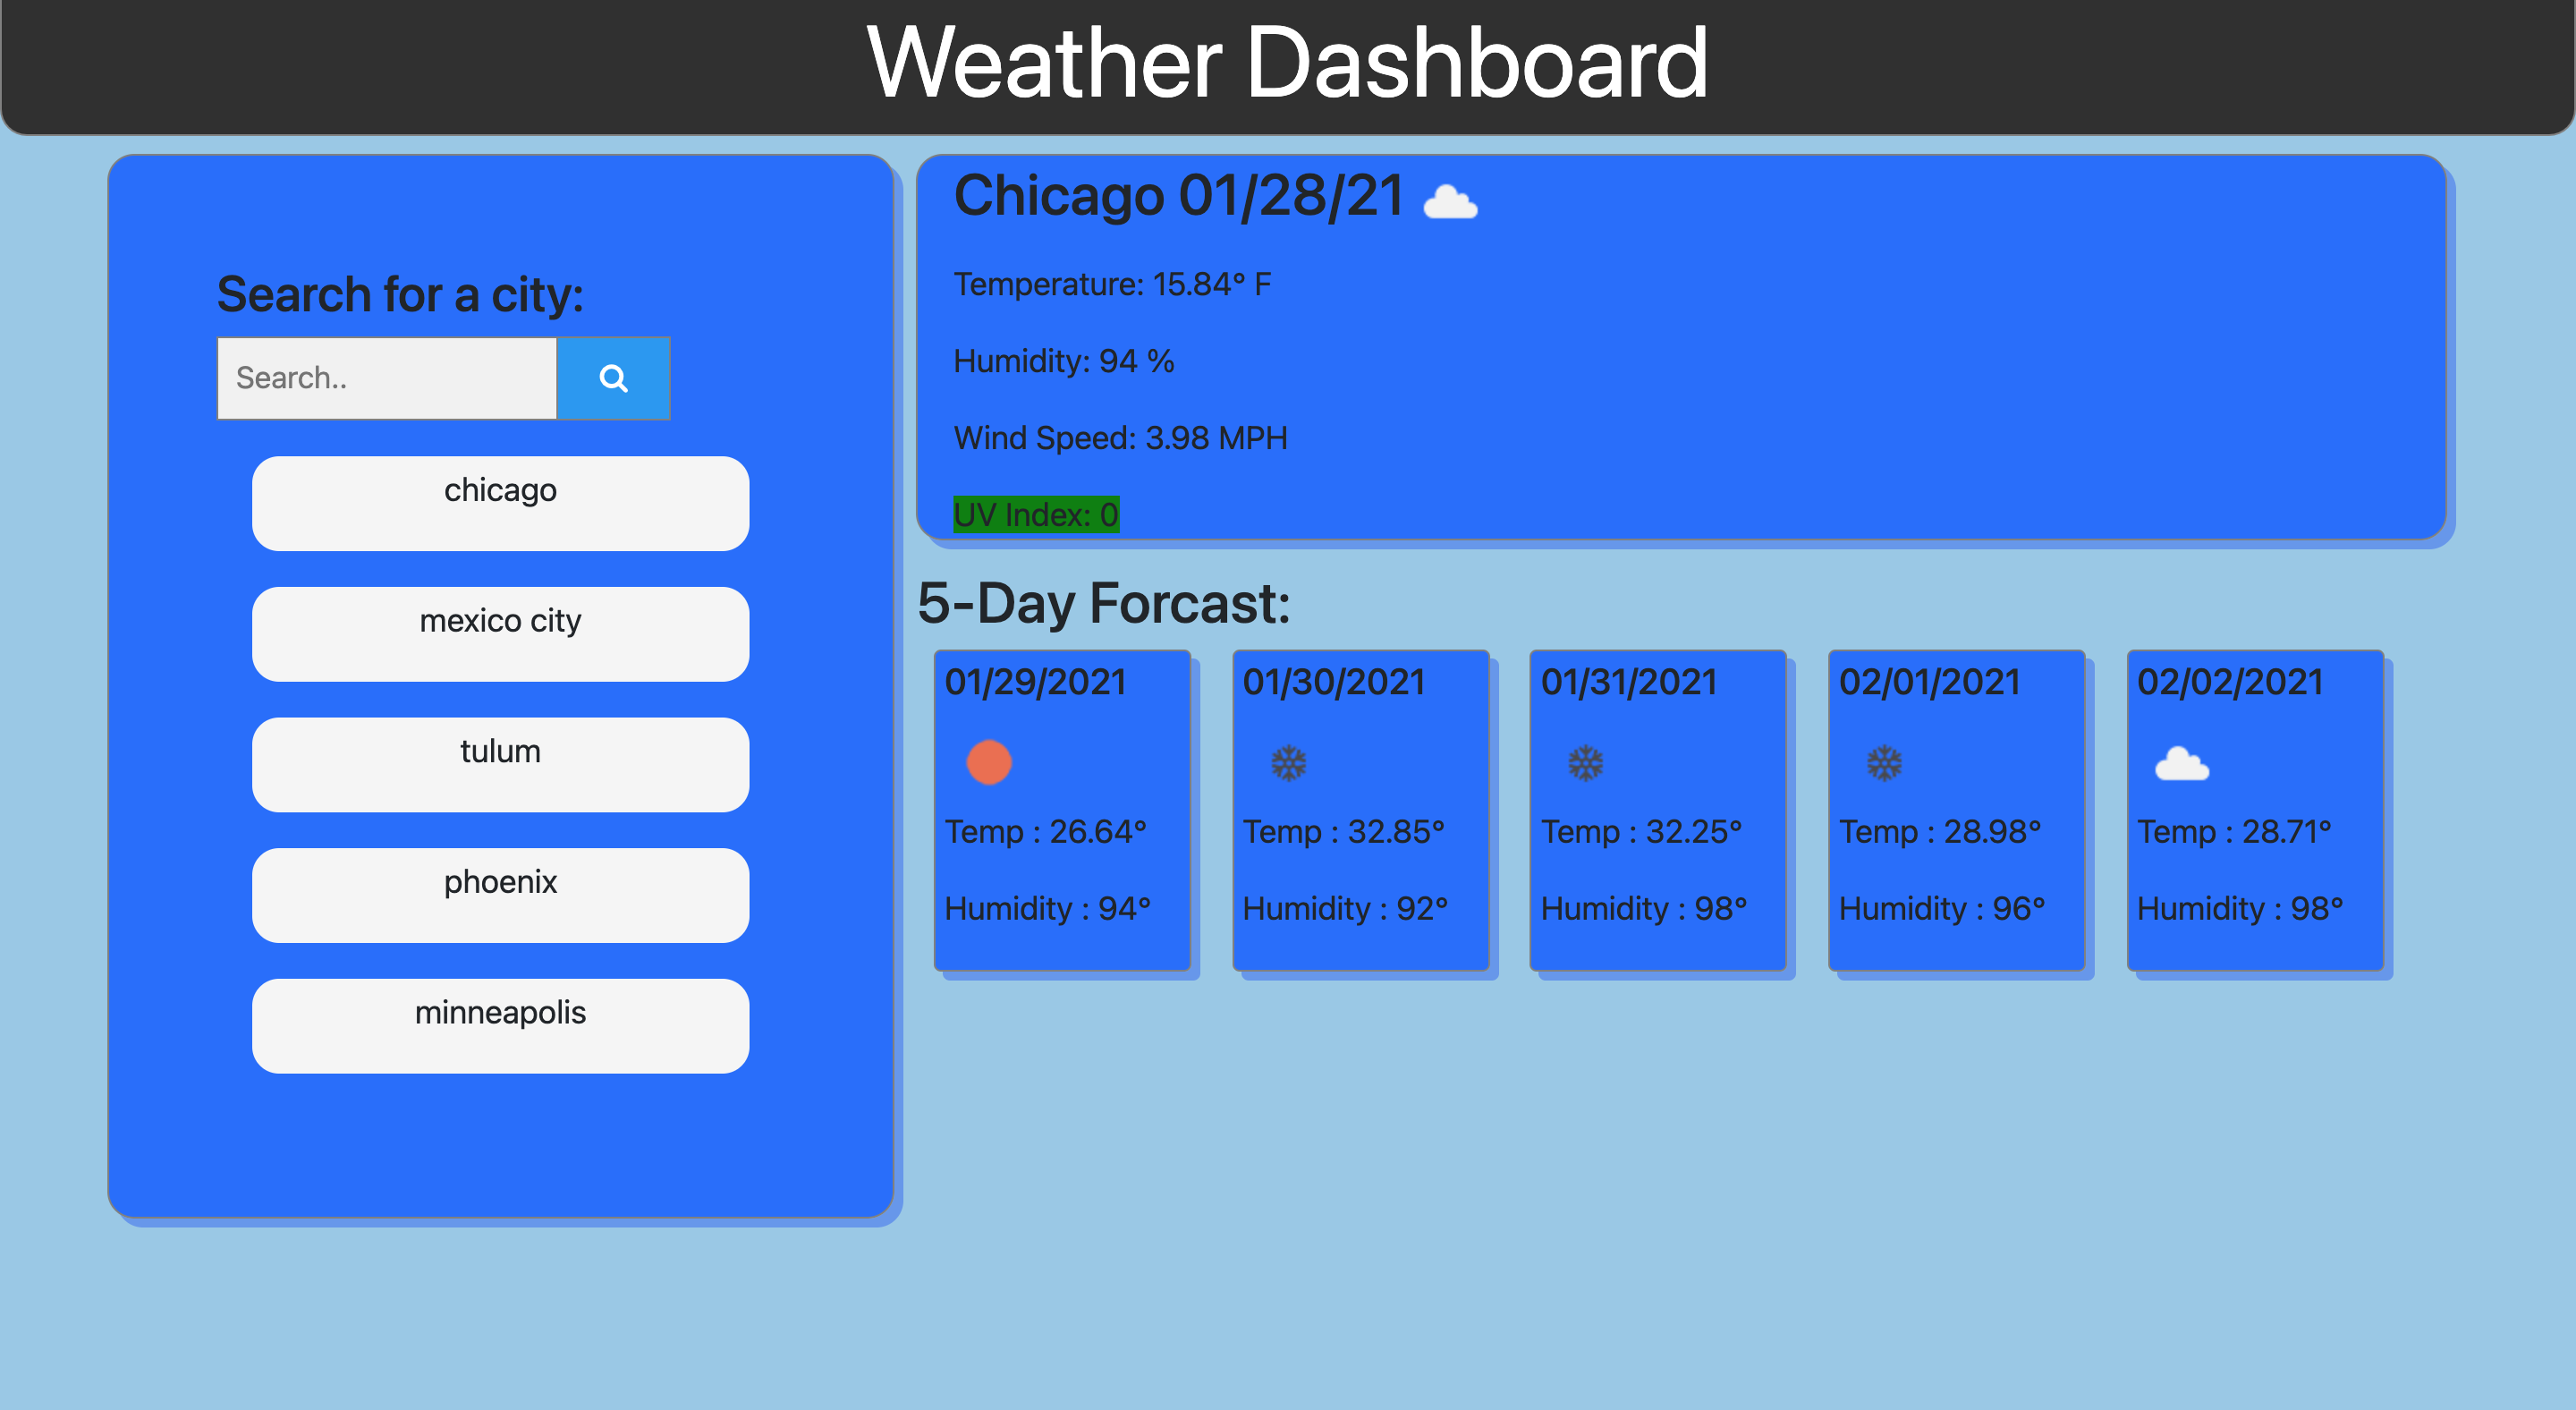 Weather Dashboard
Search for a city:
Search..
chicago
mexico city
tulum
phoenix
minneapolis
Chicago 01/28/21
Temperature: 15.84° F
Humidity: 94 %
Wind Speed: 3.98 MPH
UV Index: 0
5-Day Forcast:
01/29/2021
Temp : 26.64°
Humidity : 94°
01/30/2021
Temp : 32.85°
Humidity : 92°
01/31/2021
Temp : 32.25°
Humidity : 98°
02/01/2021
Temp : 28.98°
Humidity : 96°
02/02/2021
Temp : 28.71°
Humidity : 98°